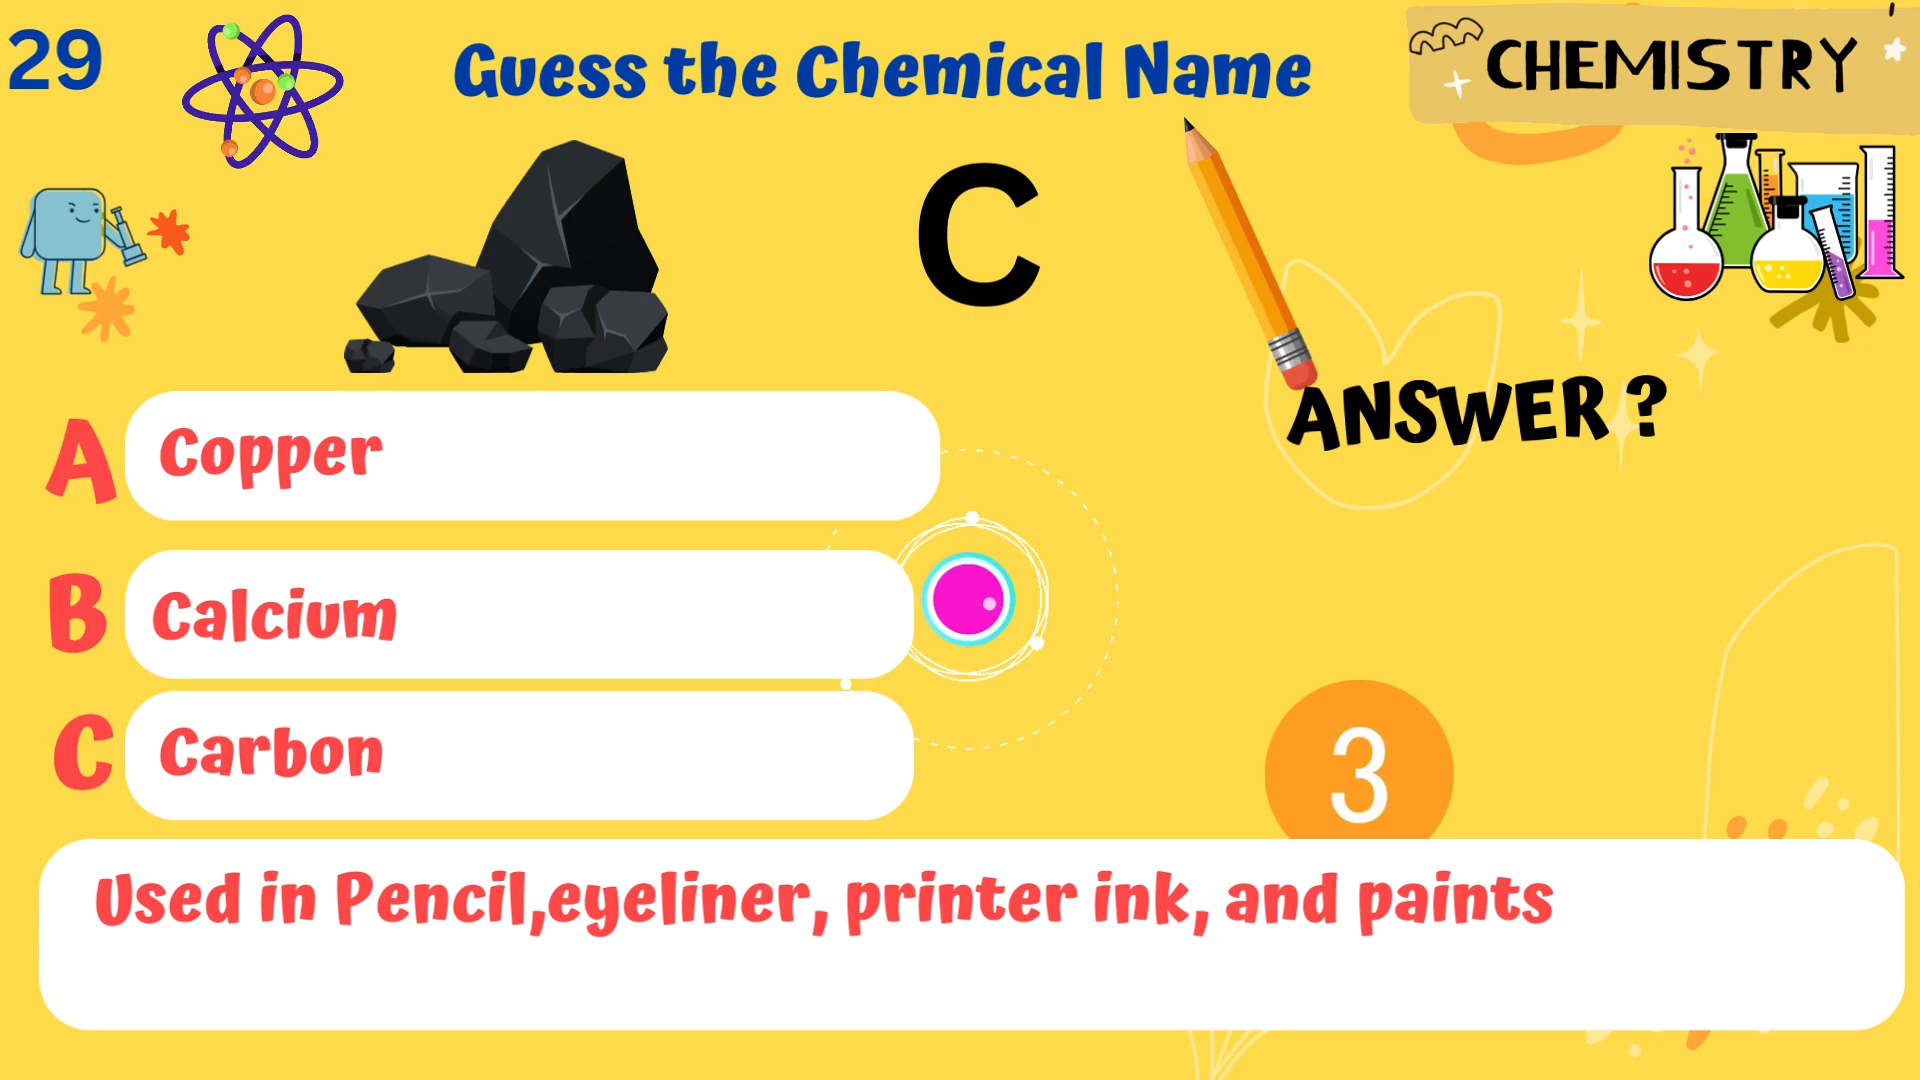 29
Guess the Chemical Name
CHEMISTRY
C
ANSWER ?
A Copper
B Calcium
C Carbon
3
Used in Pencil,eyeliner, printer ink, and paints